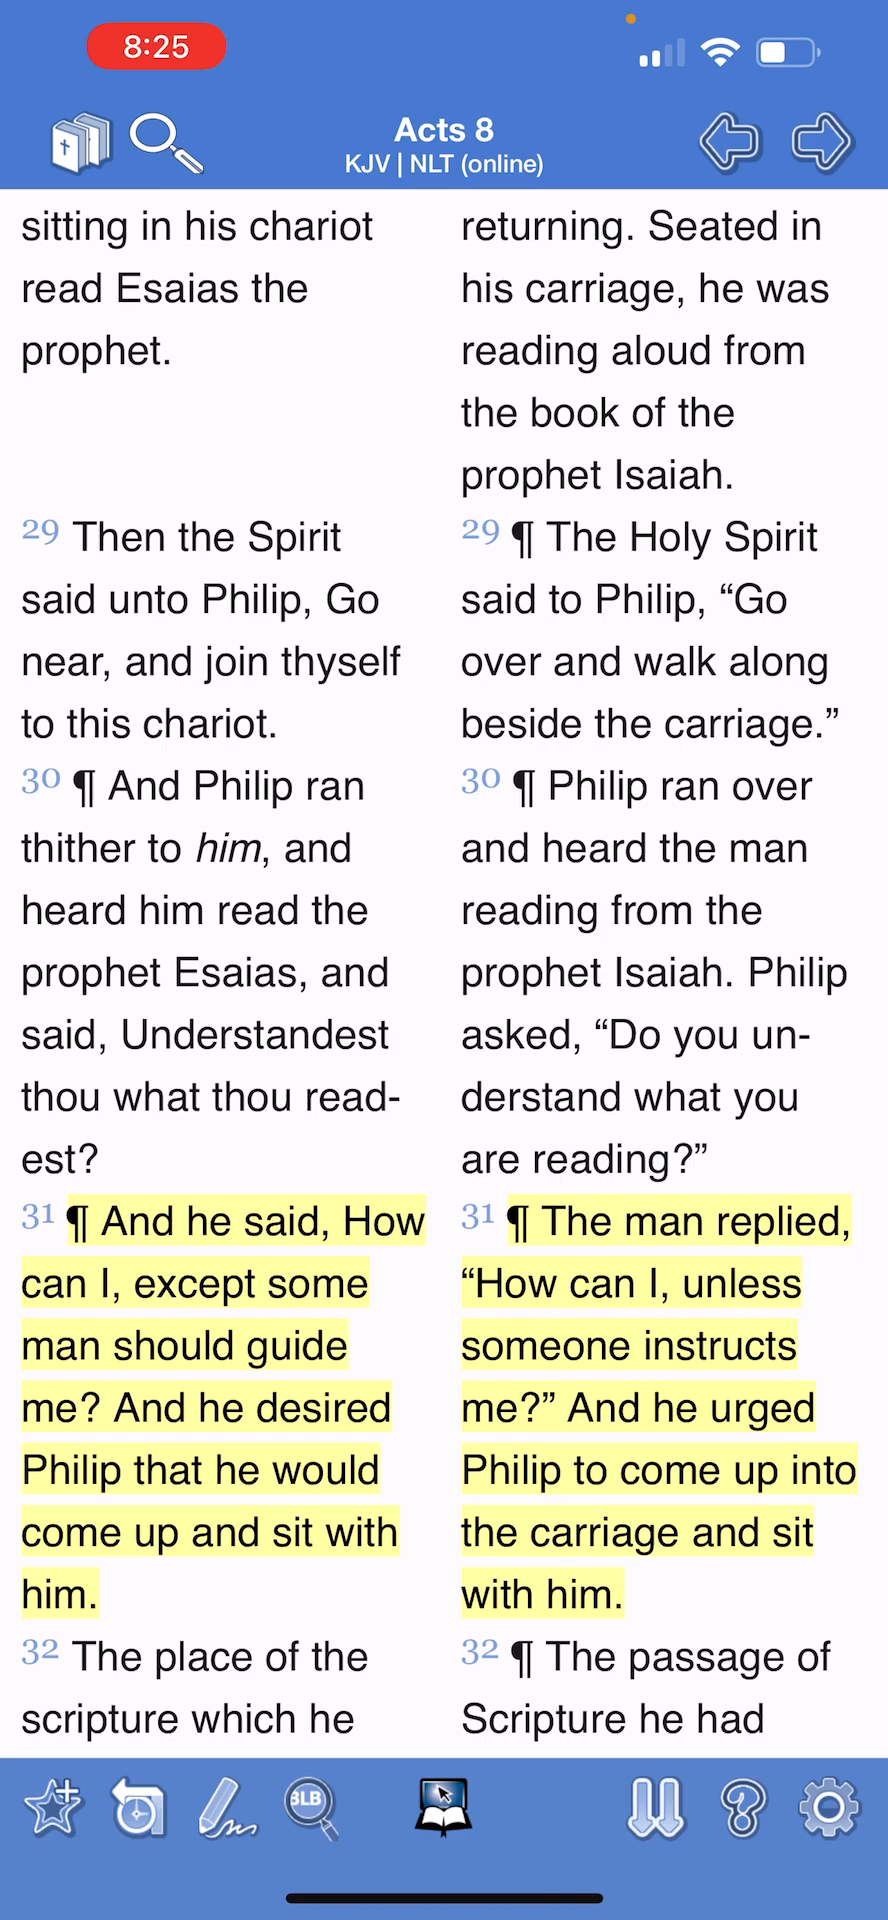 8:25
Acts 8
KJV | NLT (online)
sitting in his chariot
read Esaias the
prophet.
29 Then the Spirit
said unto Philip, Go
near, and join thyself
to this chariot.
30 ¶ And Philip ran
thither to him, and
heard him read the
prophet Esaias, and
said, Understandest
thou what thou read-
est?
31 ¶ And he said, How
can I, except some
man should guide
me? And he desired
Philip that he would
come up and sit with
him.
32 The place of the
scripture which he
returning. Seated in
his carriage, he was
reading aloud from
the book of the
prophet Isaiah.
29 ¶ The Holy Spirit
said to Philip, “Go
over and walk along
beside the carriage.”
30 ¶ Philip ran over
and heard the man
reading from the
prophet Isaiah. Philip
asked, “Do you un-
derstand what you
are reading?”
31 ¶ The man replied,
“How can I, unless
someone instructs
me?” And he urged
Philip to come up into
the carriage and sit
with him.
32 ¶ The passage of
Scripture he had
BLB